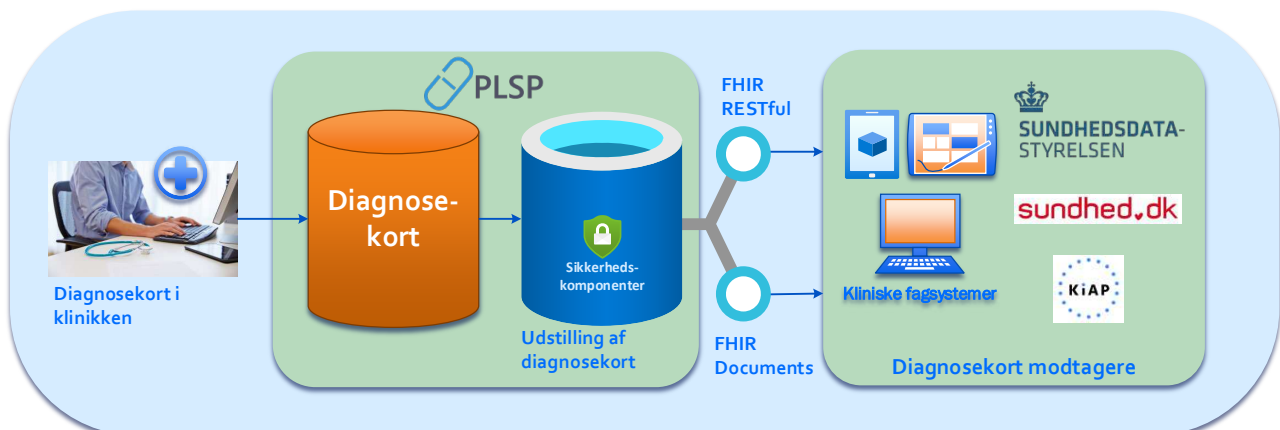 Diagnosekort i
klinikken
PLSP
Diagnose-
kort
Sikkerheds-
komponenter
Udstilling af
diagnosekort
FHIR
RESTful
FHIR
Documents
SUNDHEDSDATA-
STYRELSEN
sundhed.dk
Kliniske fagsystemer
KiAP
Diagnosekort modtagere